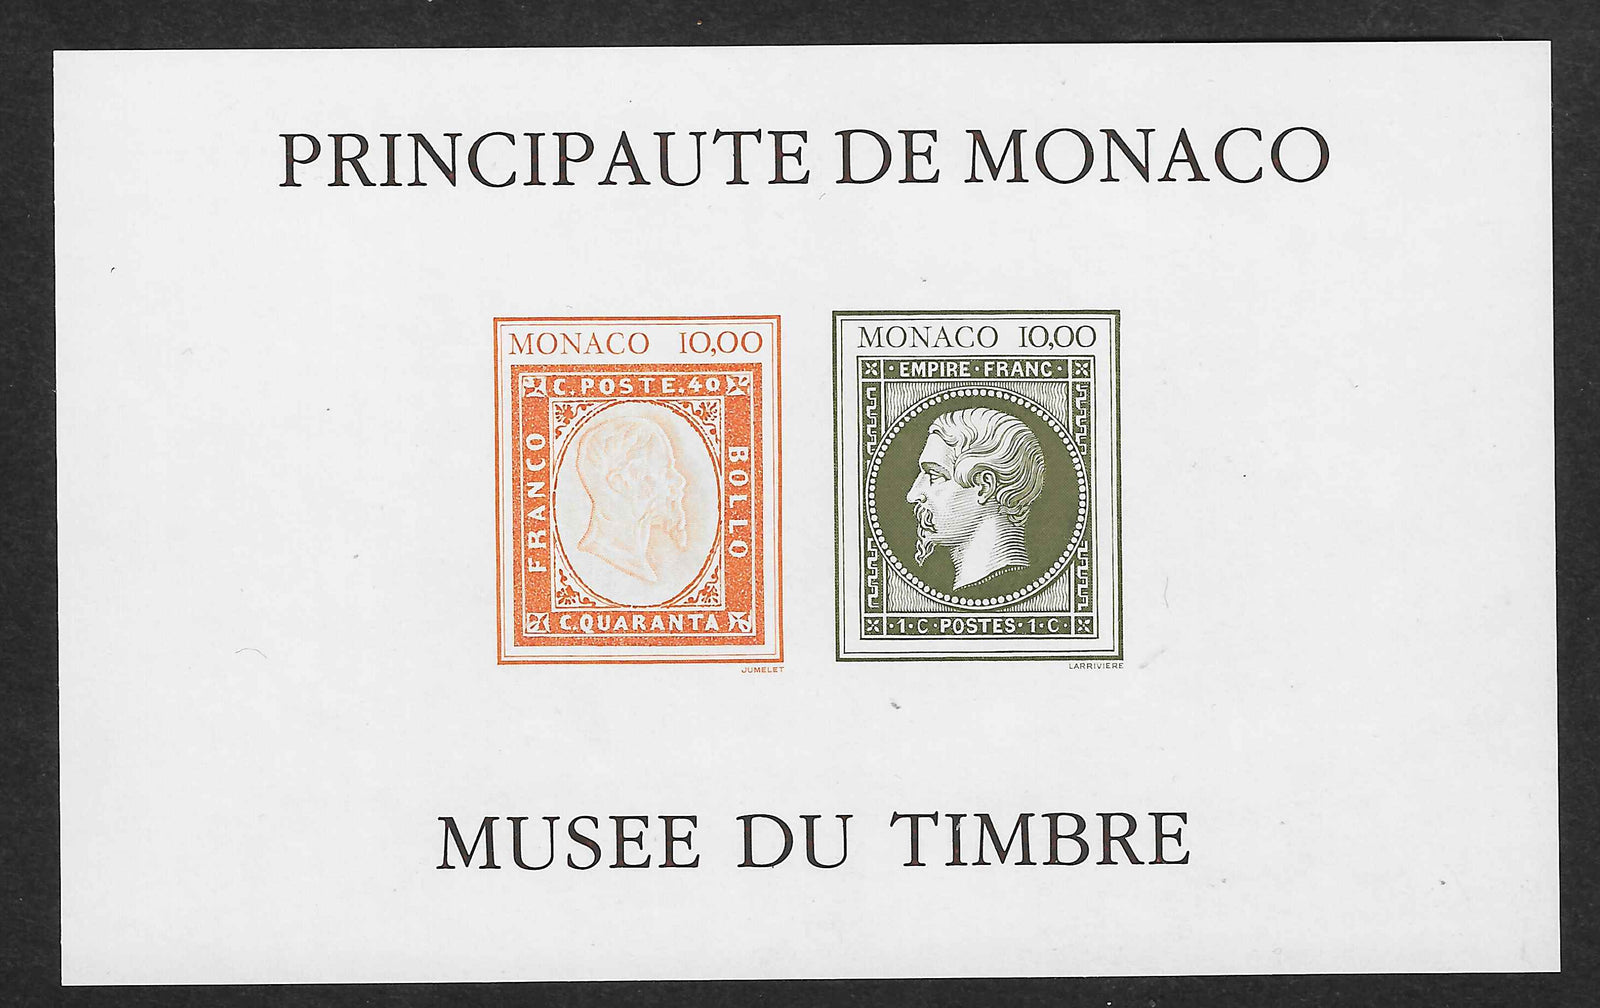 PRINCIPAUTE DE MONACO
MONACO 10,00
C.POSTE.40
FRANCO
BOLLO
C.QUARANTA
JUMELET
MONACO 10,00
· EMPIRE · FRANC ·
· 1 · C · POSTES · 1 · C ·
LARRIVIERE
MUSEE DU TIMBRE